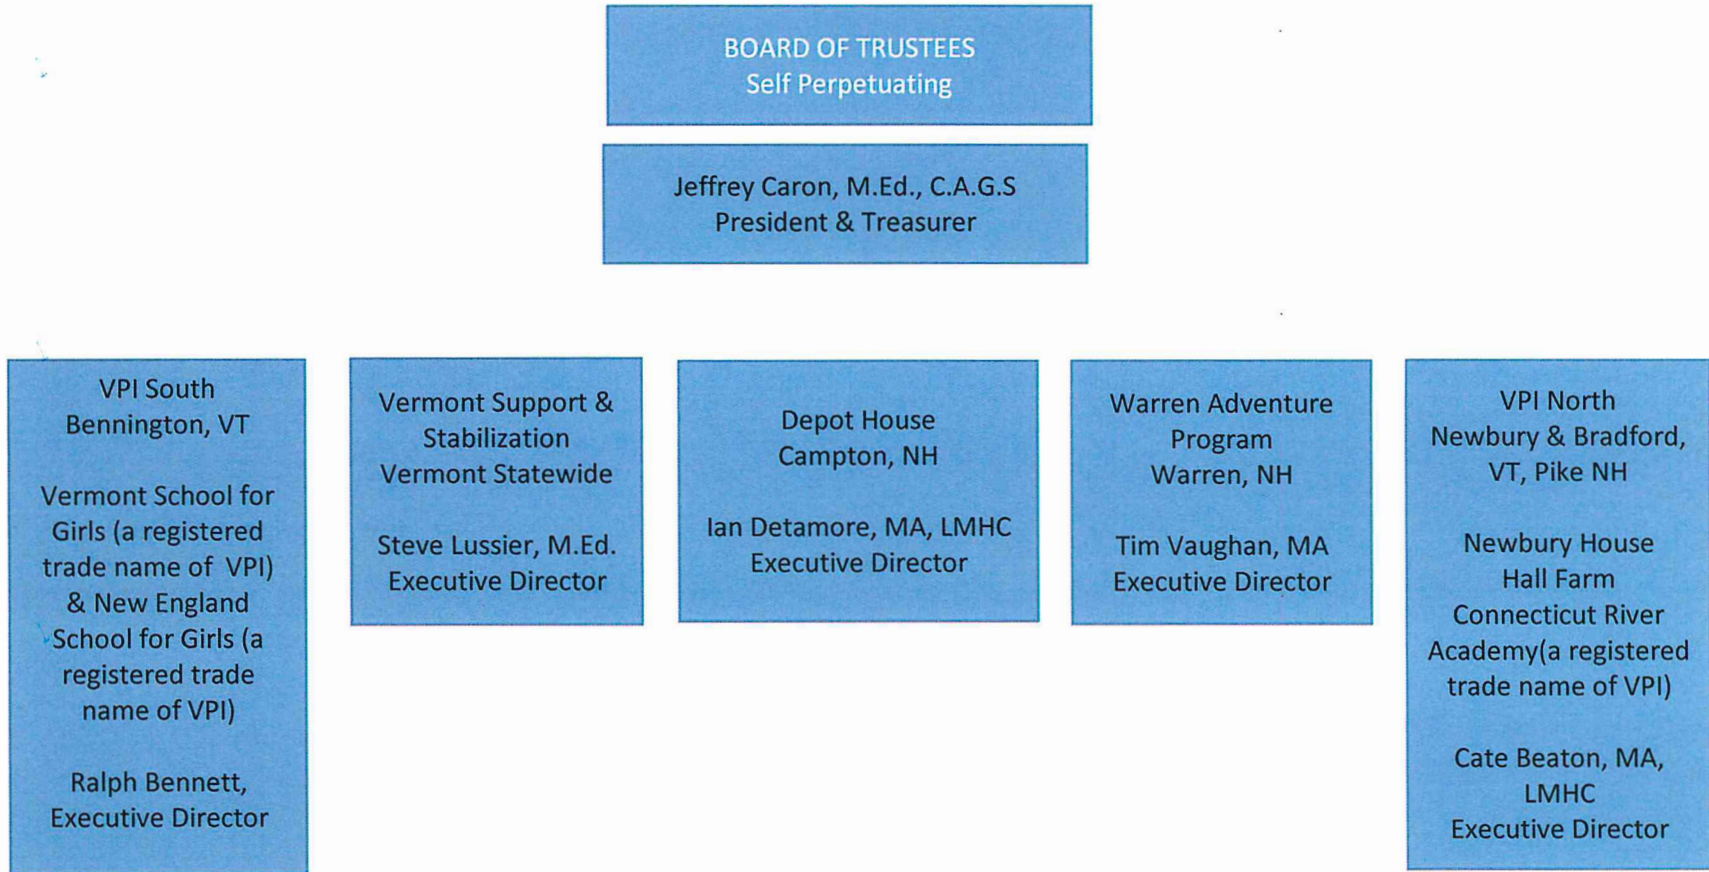 BOARD OF TRUSTEES
Self Perpetuating
Jeffrey Caron, M.Ed., C.A.G.S
President & Treasurer
VPI South
Bennington, VT
Vermont School for
Girls (a registered
trade name of VPI)
& New England
School for Girls (a
registered trade
name of VPI)
Ralph Bennett,
Executive Director
Vermont Support &
Stabilization
Vermont Statewide
Steve Lussier, M.Ed.
Executive Director
Depot House
Campton, NH
Ian Detamore, MA, LMHC
Executive Director
Warren Adventure
Program
Warren, NH
Tim Vaughan, MA
Executive Director
VPI North
Newbury & Bradford,
VT, Pike NH
Newbury House
Hall Farm
Connecticut River
Academy(a registered
trade name of VPI)
Cate Beaton, MA,
LMHC
Executive Director